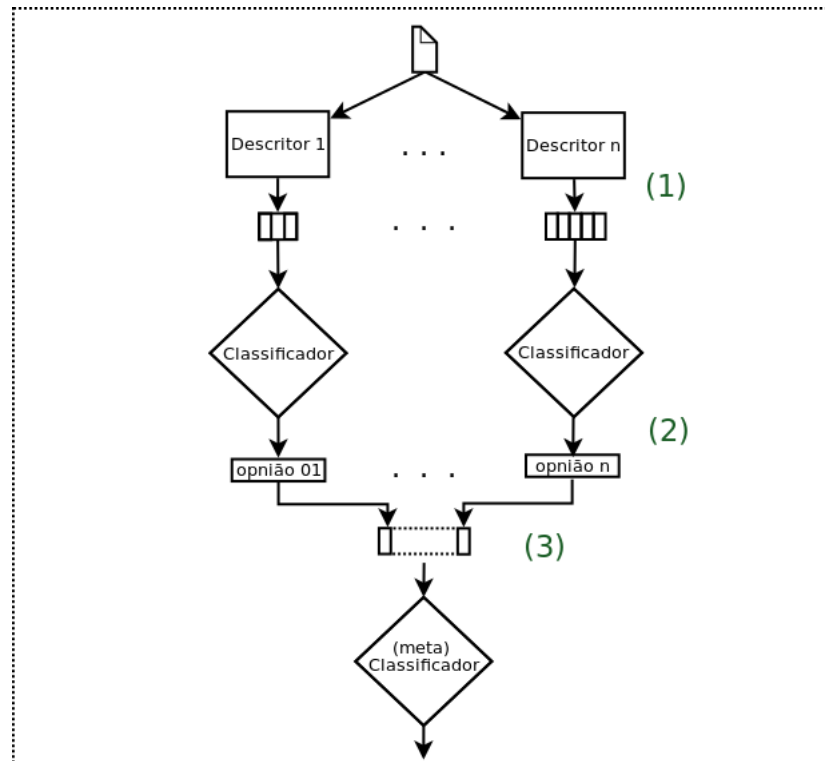 Descritor 1
. . .
Descritor n
(1)
. . .
Classificador
Classificador
(2)
opnião 01
. . .
opnião n
(3)
(meta)
Classificador